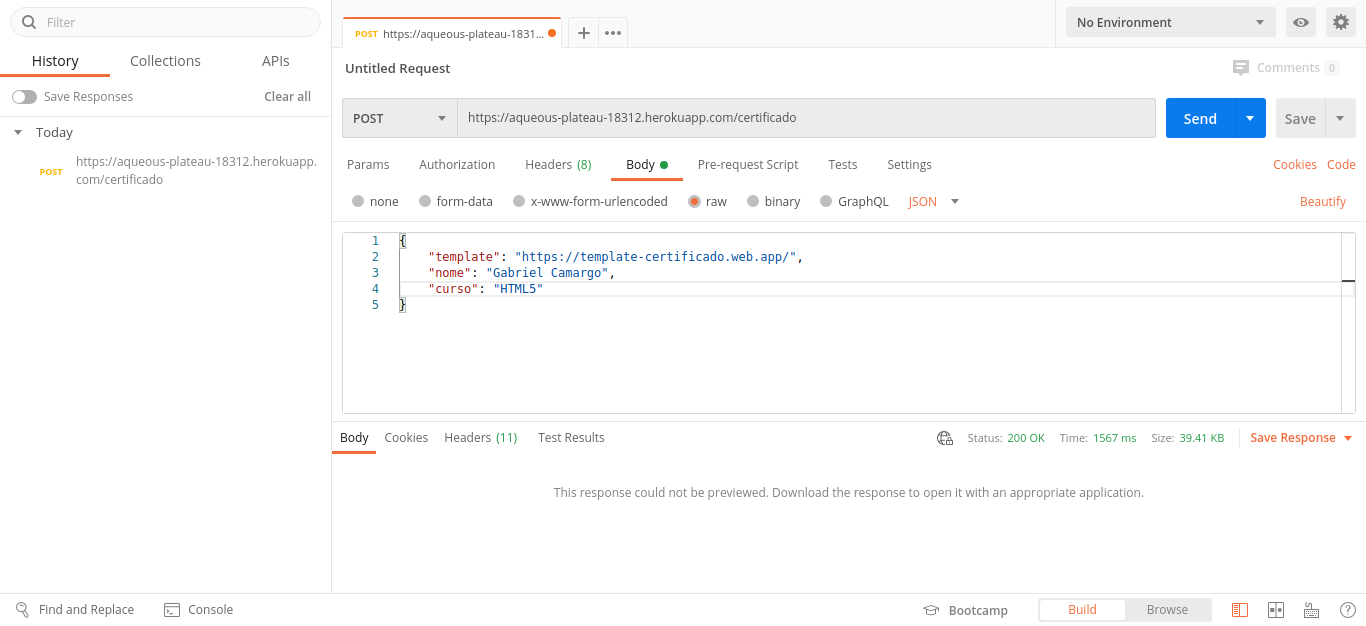 Filter
History
Collections
APIs
Save Responses
Clear all
Today
POST
https://aqueous-plateau-18312.herokuapp.
com/certificado
POST https://aqueous-plateau-1831...
+
•••
No Environment
Untitled Request
Comments 0
POST
https://aqueous-plateau-18312.herokuapp.com/certificado
Send
Save
Params
Authorization
Headers (8)
Body
Pre-request Script
Tests
Settings
Cookies
Code
none
form-data
x-www-form-urlencoded
raw
binary
GraphQL
JSON
Beautify
1 {
2 "template": "https://template-certificado.web.app/",
3 "nome": "Gabriel Camargo",
4 "curso": "HTML5"
5 }
Body
Cookies
Headers (11)
Test Results
Status: 200 OK
Time: 1567 ms
Size: 39.41 KB
Save Response
This response could not be previewed. Download the response to open it with an appropriate application.
Find and Replace
Console
Bootcamp
Build
Browse
?